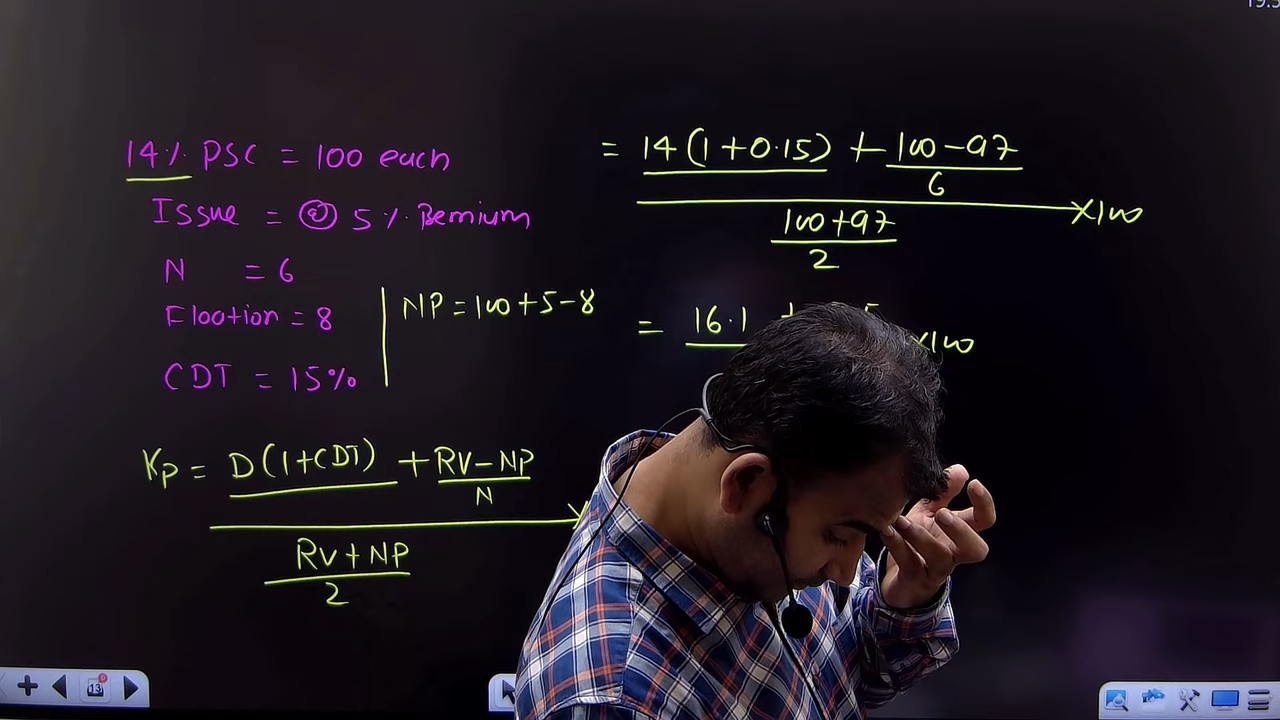 14% PSC = 100 each
Issue = @ 5% Premium
N = 6
Flootion = 8
CDT = 15%
NP = 100+5-8
Kp = D(1+CDT) + RV-NP
N
RV+NP
2
= 14(1+0.15) + 100-97
6
×100
100+97
2
= 16.1 + 5
×100
13